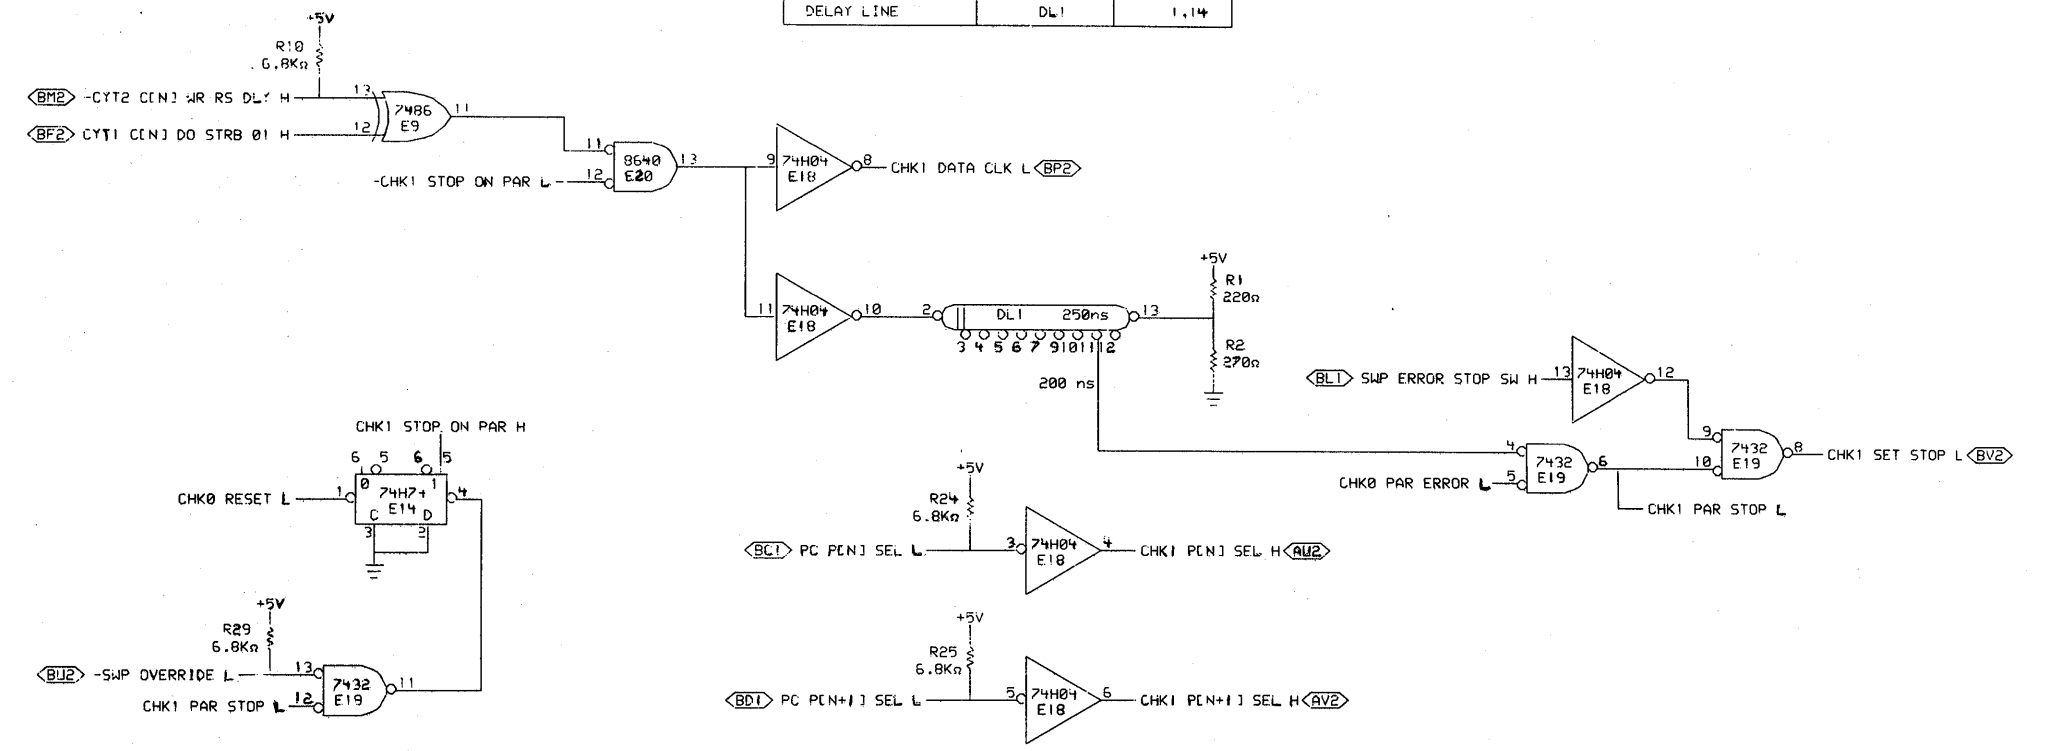 DELAY LINE DL1 1,14
+5V
R10
6.8KΩ
BM2 -CYT2 C[N] WR RS DLY H 13
7486
E9
11
BF2 CYT1 C[N] DO STRB 01 H 12
11
8640
E20
13
-CHK1 STOP ON PAR L 12
9 74H04
E18
8 CHK1 DATA CLK L BP2
11 74H04
E18
10
2 DL1 250ns 13
3 4 5 6 7 9 10 11 12
200 ns
+5V
R1
220Ω
R2
270Ω
BL1 SWP ERROR STOP SW H 13 74H04
E18
12
9
7432
E19
8 CHK1 SET STOP L BV2
10
4
7432
E19
6
CHK0 PAR ERROR L 5
CHK1 PAR STOP L
CHK1 STOP ON PAR H
6 5 6 5
0 1
CHK0 RESET L 1 74H74 4
E14
C D
3 2
+5V
R24
6.8KΩ
BC1 PC P[N] SEL L 3 74H04
E18
4 CHK1 P[N] SEL H AU2
+5V
R29
6.8KΩ
BU2 -SWP OVERRIDE L 13
7432
E19
11
CHK1 PAR STOP L 12
+5V
R25
6.8KΩ
BD1 PC P[N+1] SEL L 5 74H04
E18
6 CHK1 P[N+1] SEL H AV2